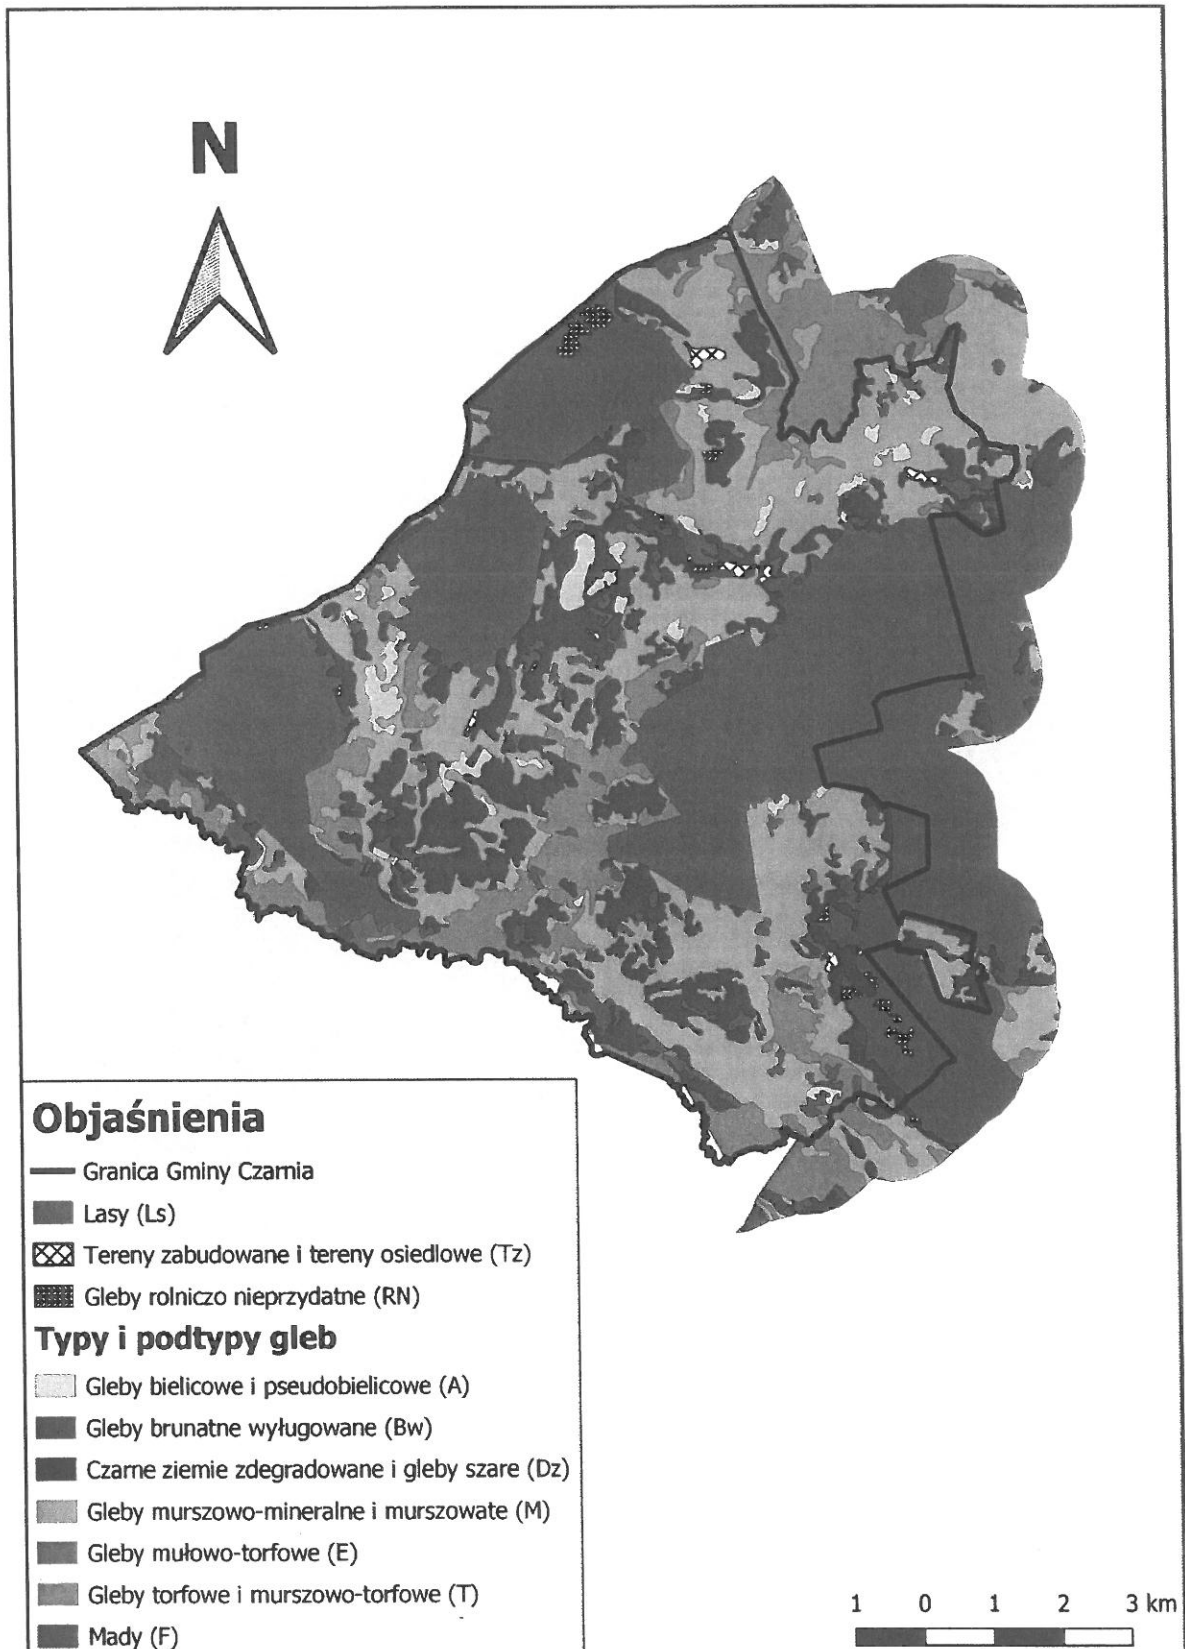 N
Objaśnienia
Granica Gminy Czarnia
Lasy (Ls)
Tereny zabudowane i tereny osiedlowe (Tz)
Gleby rolniczo nieprzydatne (RN)
Typy i podtypy gleb
Gleby bielicowe i pseudobielicowe (A)
Gleby brunatne wyługowane (Bw)
Czarne ziemie zdegradowane i gleby szare (Dz)
Gleby murszowo-mineralne i murszowate (M)
Gleby mułowo-torfowe (E)
Gleby torfowe i murszowo-torfowe (T)
Mady (F)
1 0 1 2 3 km